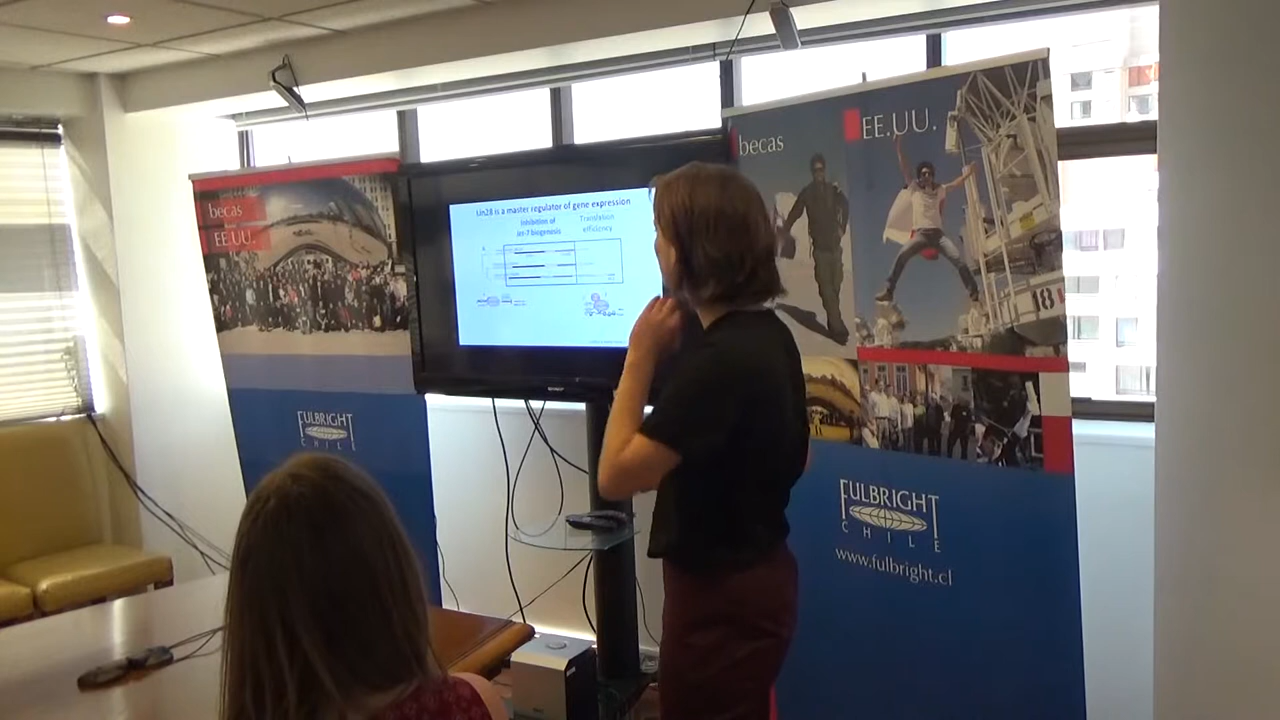 becas
EE.UU.
FULBRIGHT
CHILE
Lin28 is a master regulator of gene expression
Inhibition of
let-7 biogenesis
Translation
efficiency
becas
EE.UU.
18
FULBRIGHT
CHILE
www.fulbright.cl